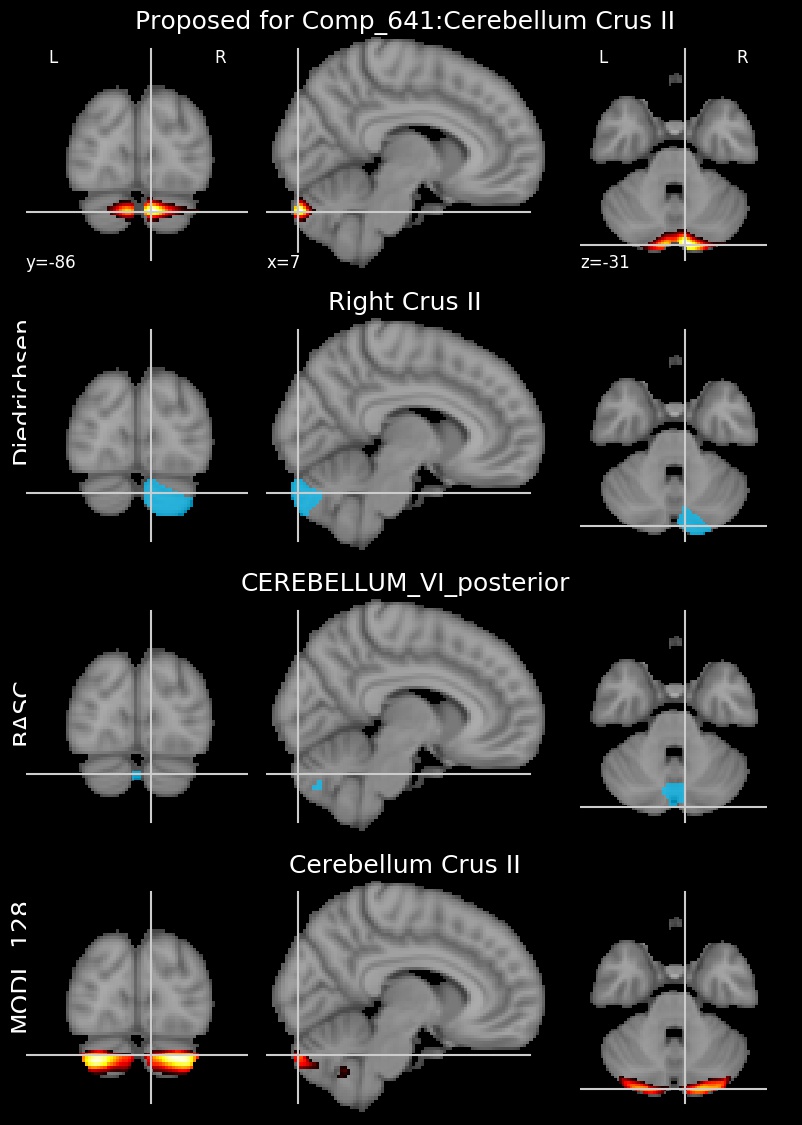 Proposed for Comp_641:Cerebellum Crus II
L R L R
y=-86 x=7 z=-31
Right Crus II
Diedrichsen
CEREBELLUM_VI_posterior
BASC
Cerebellum Crus II
MODL_128